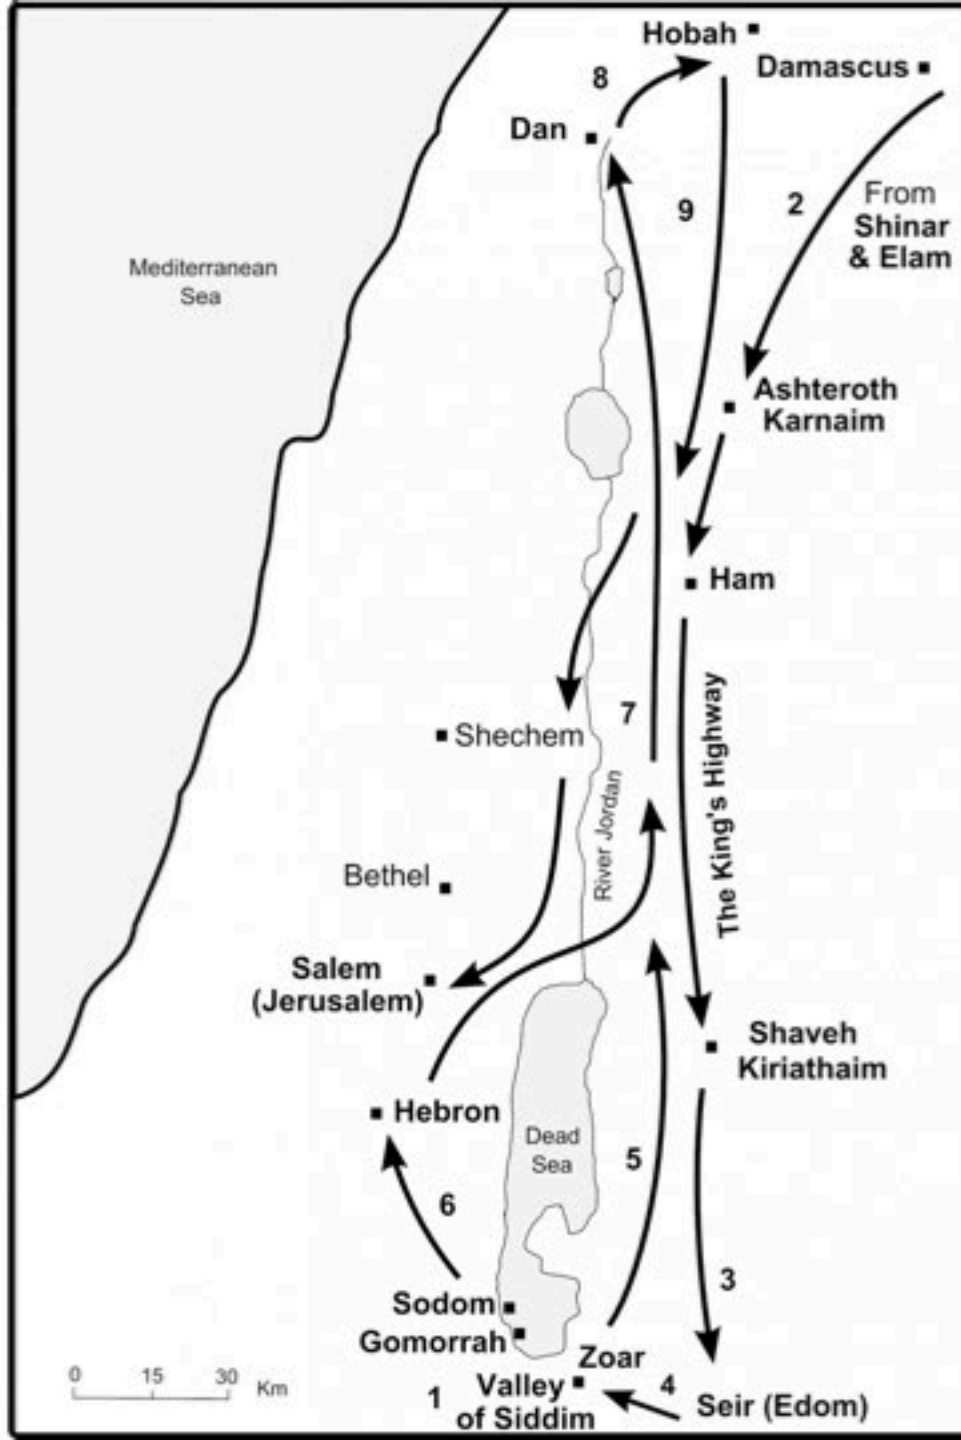 Hobah
Damascus
8
Dan
9
2
From
Shinar
& Elam
Mediterranean
Sea
Ashteroth
Karnaim
Ham
7
Shechem
The King's Highway
River Jordan
Bethel
Salem
(Jerusalem)
Shaveh
Kiriathaim
Hebron
Dead
Sea
5
6
3
Sodom
Gomorrah
Zoar
0 15 30 Km
1
Valley
of Siddim
4
Seir (Edom)